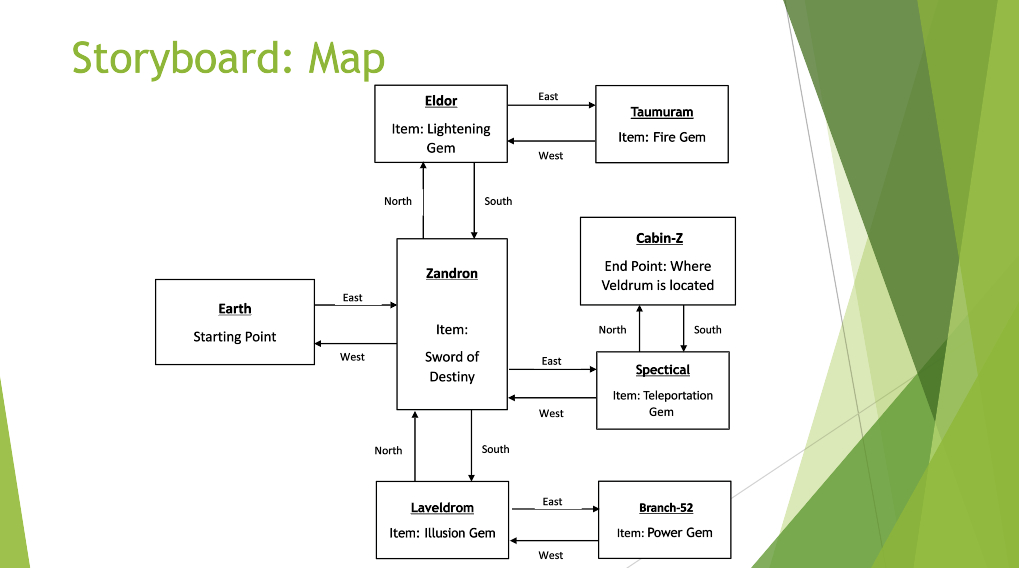 Storyboard: Map
Eldor
Item: Lightening
Gem
East
West
Taumuram
Item: Fire Gem
North
South
Cabin-Z
End Point: Where
Veldrum is located
Zandron
Item:
Sword of
Destiny
Earth
Starting Point
East
West
North
South
East
West
Spectical
Item: Teleportation
Gem
North
South
Laveldrom
Item: Illusion Gem
East
West
Branch-52
Item: Power Gem